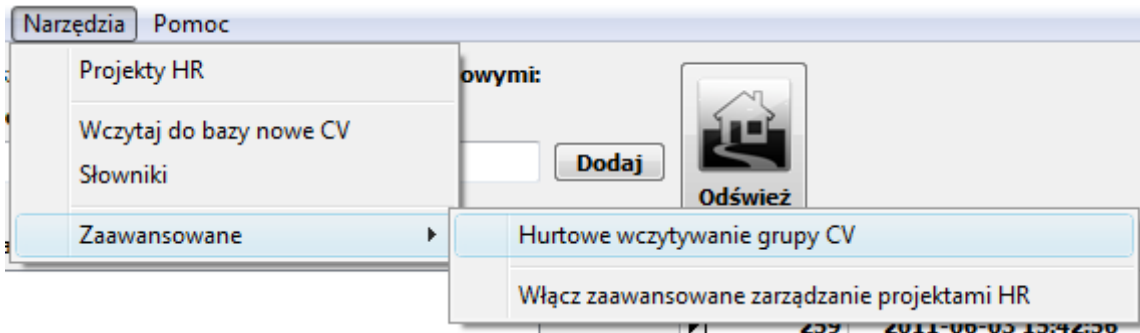 Narzędzia Pomoc
Projekty HR
owymi:
Wczytaj do bazy nowe CV
Słowniki
Dodaj
Odśwież
Zaawansowane
Hurtowe wczytywanie grupy CV
Włącz zaawansowane zarządzanie projektami HR
259 2011-06-03 15:42:56